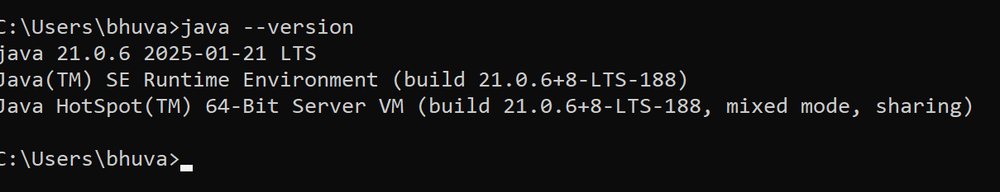 C:\Users\bhuva>java --version
java 21.0.6 2025-01-21 LTS
Java(TM) SE Runtime Environment (build 21.0.6+8-LTS-188)
Java HotSpot(TM) 64-Bit Server VM (build 21.0.6+8-LTS-188, mixed mode, sharing)
C:\Users\bhuva>